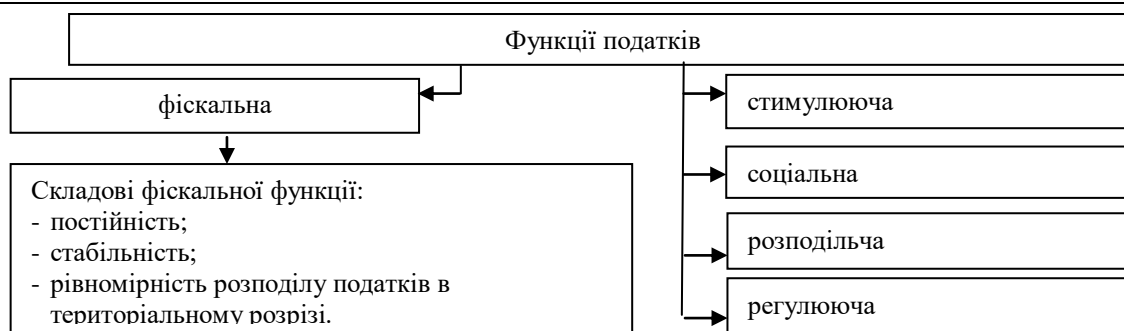 Функції податків
фіскальна
Складові фіскальної функції:
- постійність;
- стабільність;
- рівномірність розподілу податків в
територіальному розрізі.
стимулююча
соціальна
розподільча
регулююча